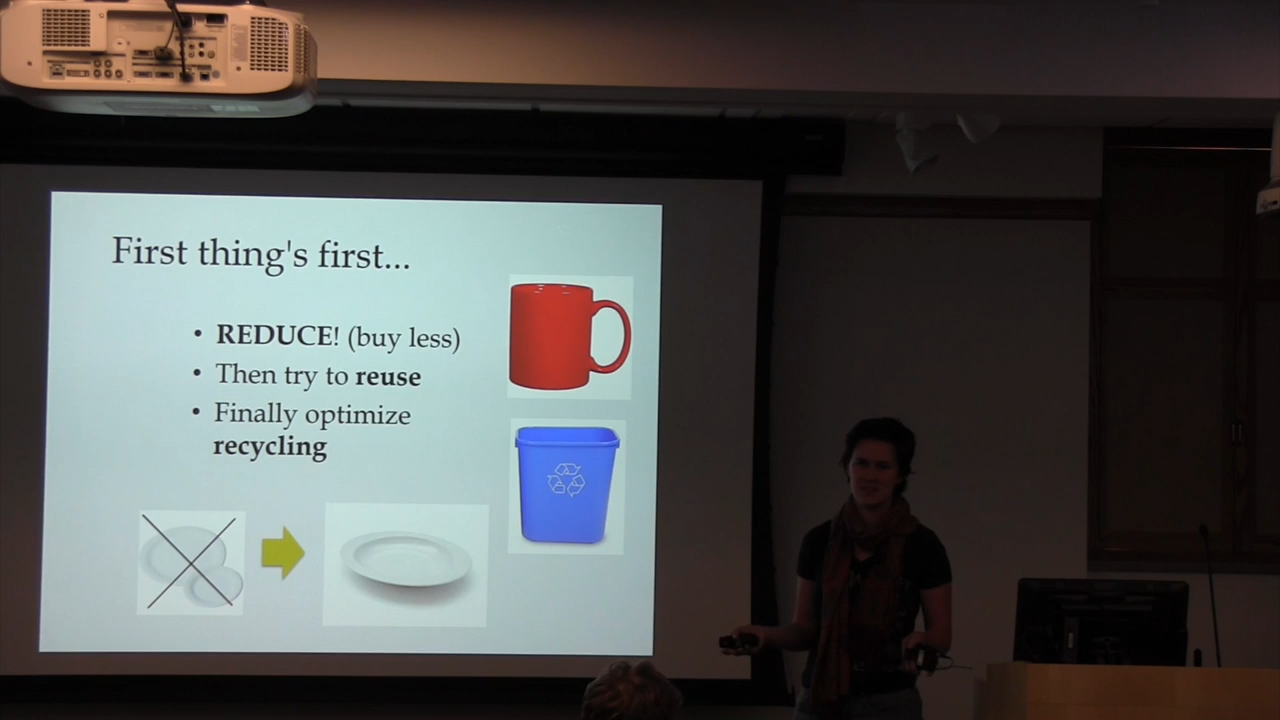 First thing's first...
• REDUCE! (buy less)
• Then try to reuse
• Finally optimize
recycling